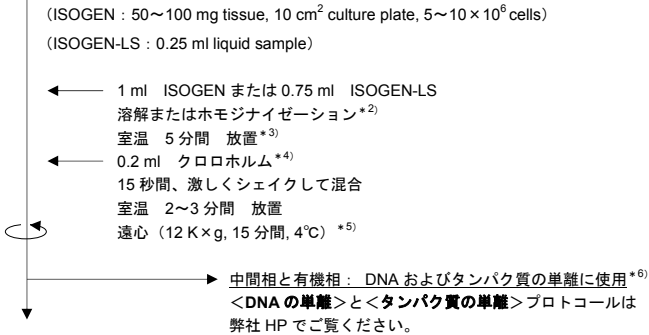 (ISOGEN：50～100 mg tissue, 10 cm² culture plate, 5～10×10⁶ cells)
(ISOGEN-LS：0.25 ml liquid sample)
1 ml ISOGEN または 0.75 ml ISOGEN-LS
溶解またはホモジナイゼーション*2)
室温 5 分間 放置*3)
0.2 ml クロロホルム*4)
15 秒間、激しくシェイクして混合
室温 2～3 分間 放置
遠心（12 K×g, 15 分間, 4℃）*5)
中間相と有機相： DNA およびタンパク質の単離に使用*6)
＜DNA の単離＞と＜タンパク質の単離＞プロトコールは
弊社 HP でご覧ください。